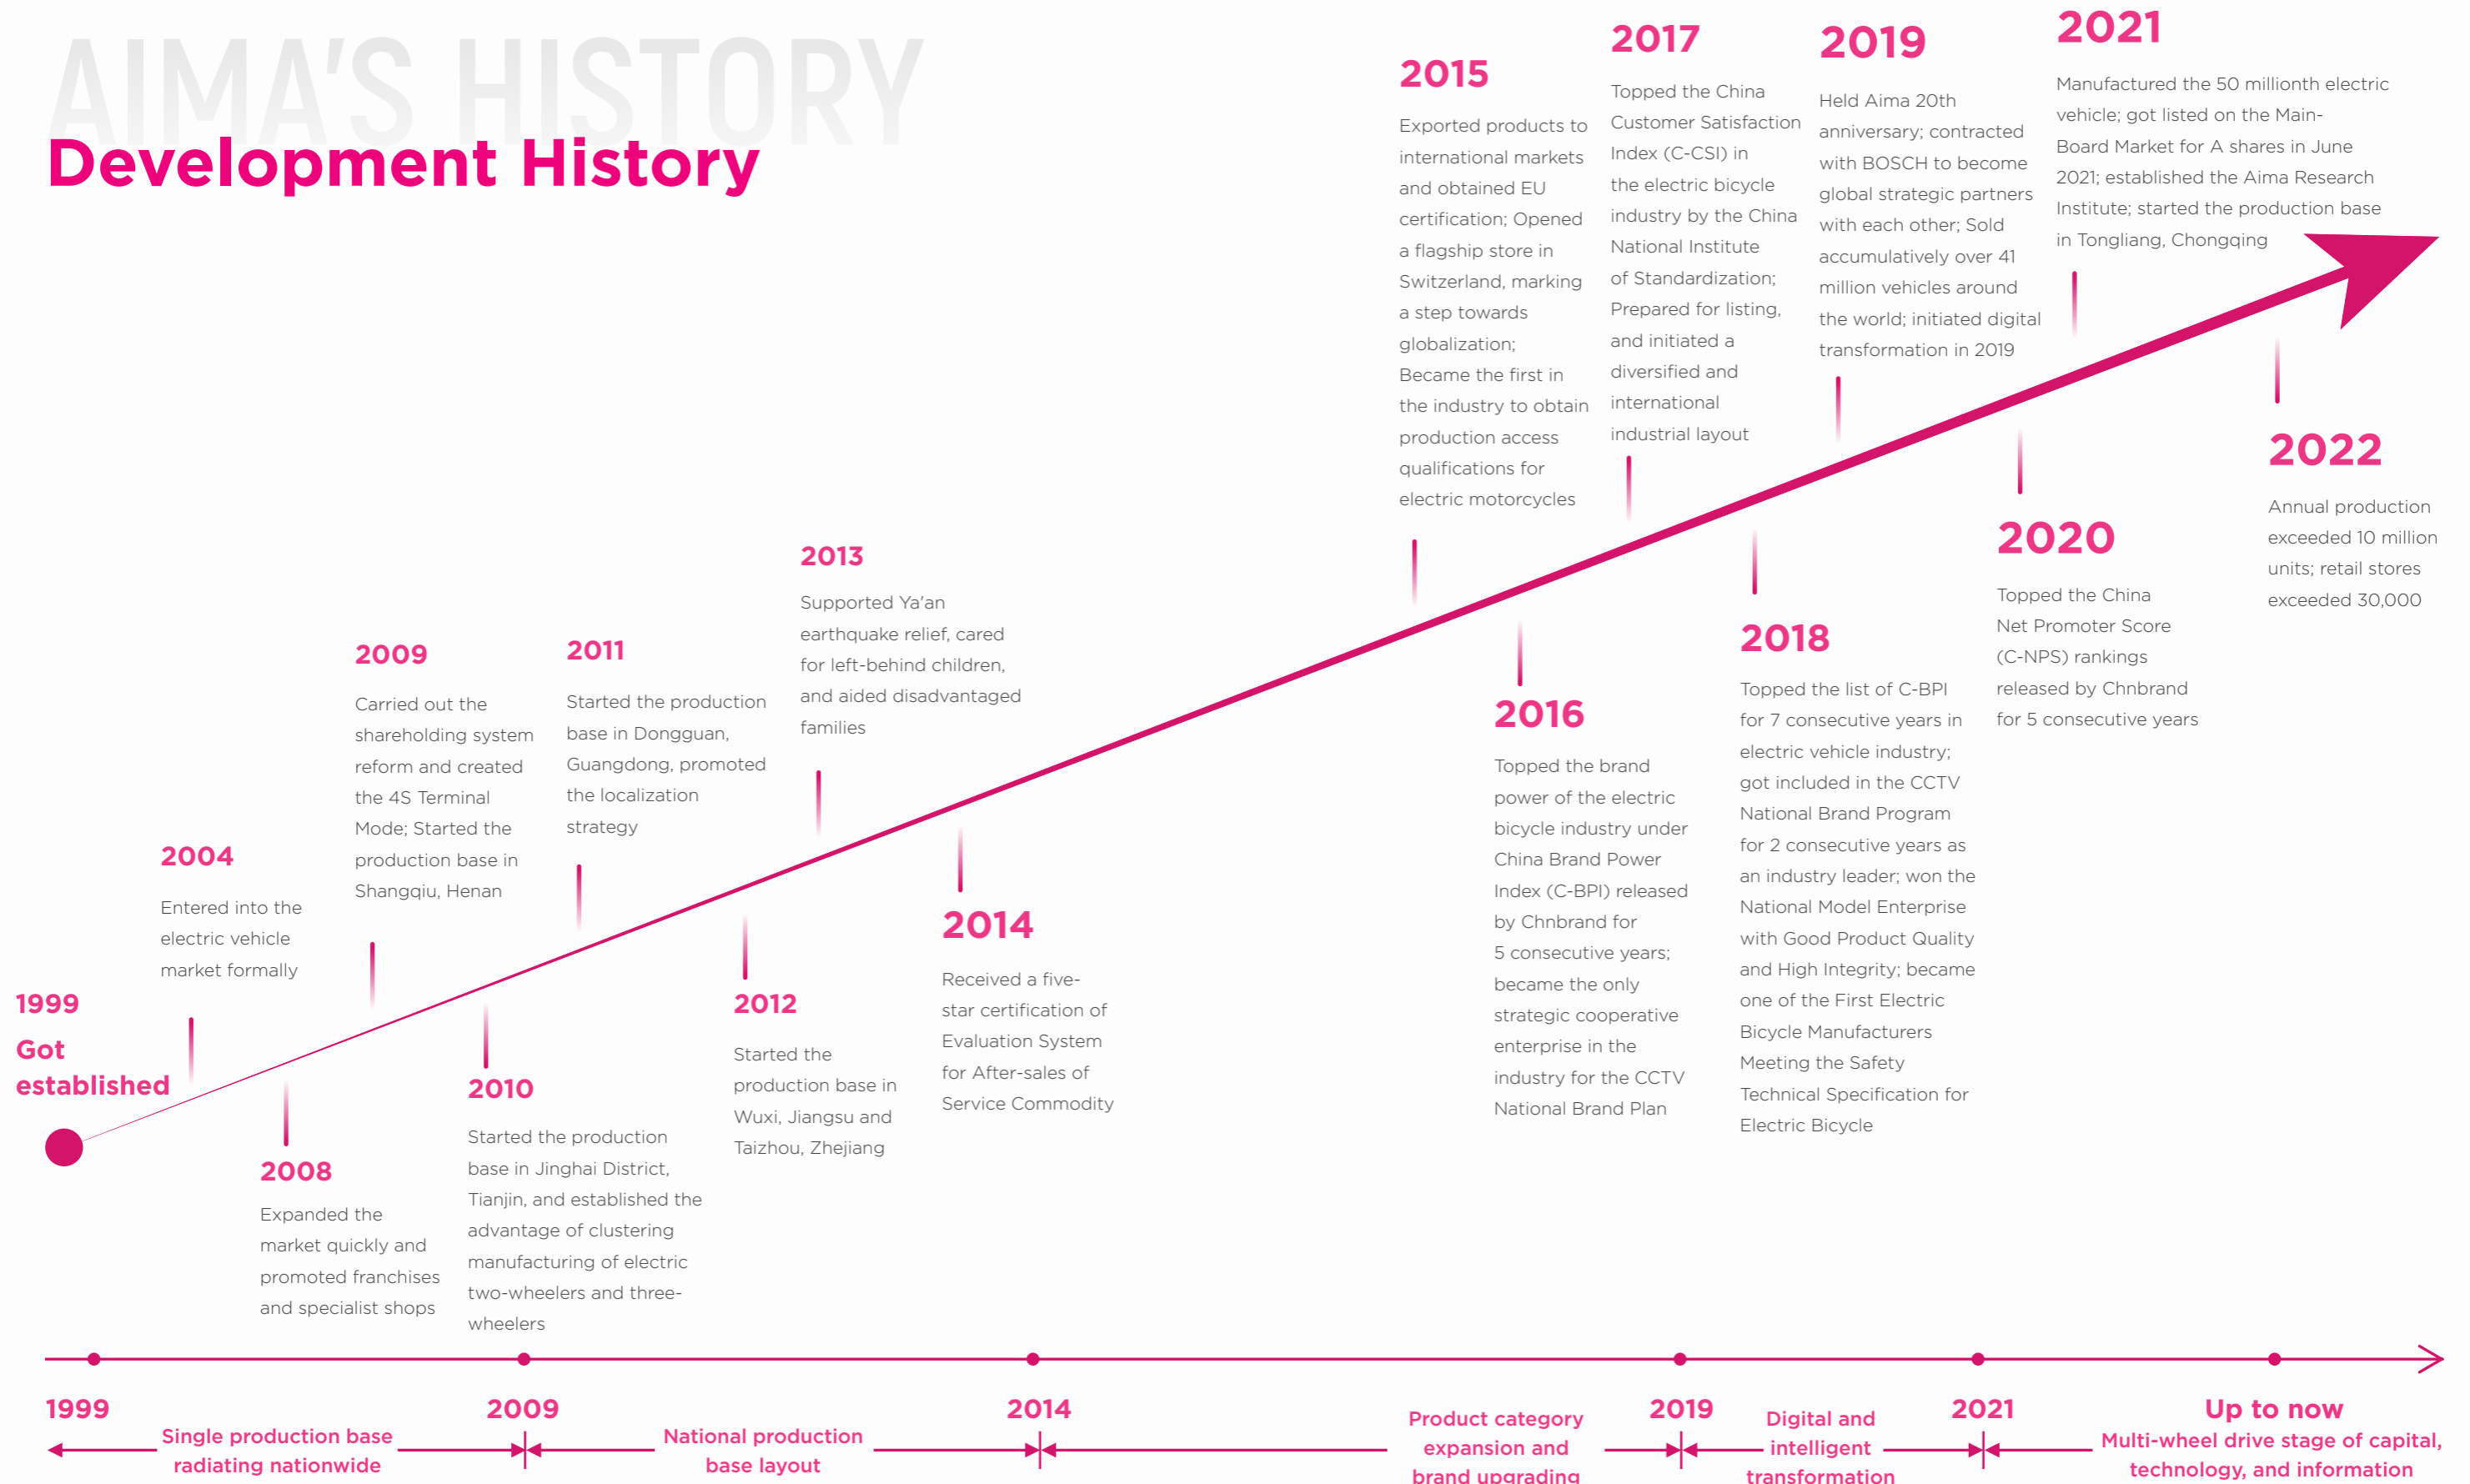 AIMA'S HISTORY
Development History
1999
Got
established
2004
Entered into the
electric vehicle
market formally
2008
Expanded the
market quickly and
promoted franchises
and specialist shops
2009
Carried out the
shareholding system
reform and created
the 4S Terminal
Mode; Started the
production base in
Shangqiu, Henan
2010
Started the production
base in Jinghai District,
Tianjin, and established the
advantage of clustering
manufacturing of electric
two-wheelers and three-
wheelers
2011
Started the production
base in Dongguan,
Guangdong, promoted
the localization
strategy
2012
Started the
production base in
Wuxi, Jiangsu and
Taizhou, Zhejiang
2013
Supported Ya'an
earthquake relief, cared
for left-behind children,
and aided disadvantaged
families
2014
Received a five-
star certification of
Evaluation System
for After-sales of
Service Commodity
2015
Exported products to
international markets
and obtained EU
certification; Opened
a flagship store in
Switzerland, marking
a step towards
globalization;
Became the first in
the industry to obtain
production access
qualifications for
electric motorcycles
2016
Topped the brand
power of the electric
bicycle industry under
China Brand Power
Index (C-BPI) released
by Chnbrand for
5 consecutive years;
became the only
strategic cooperative
enterprise in the
industry for the CCTV
National Brand Plan
2017
Topped the China
Customer Satisfaction
Index (C-CSI) in
the electric bicycle
industry by the China
National Institute
of Standardization;
Prepared for listing,
and initiated a
diversified and
international
industrial layout
2018
Topped the list of C-BPI
for 7 consecutive years in
electric vehicle industry;
got included in the CCTV
National Brand Program
for 2 consecutive years as
an industry leader; won the
National Model Enterprise
with Good Product Quality
and High Integrity; became
one of the First Electric
Bicycle Manufacturers
Meeting the Safety
Technical Specification for
Electric Bicycle
2019
Held Aima 20th
anniversary; contracted
with BOSCH to become
global strategic partners
with each other; Sold
accumulatively over 41
million vehicles around
the world; initiated digital
transformation in 2019
2020
Topped the China
Net Promoter Score
(C-NPS) rankings
released by Chnbrand
for 5 consecutive years
2021
Manufactured the 50 millionth electric
vehicle; got listed on the Main-
Board Market for A shares in June
2021; established the Aima Research
Institute; started the production base
in Tongliang, Chongqing
2022
Annual production
exceeded 10 million
units; retail stores
exceeded 30,000
1999
Single production base
radiating nationwide
2009
National production
base layout
2014
Product category
expansion and
brand upgrading
2019
Digital and
intelligent
transformation
2021
Up to now
Multi-wheel drive stage of capital,
technology, and information